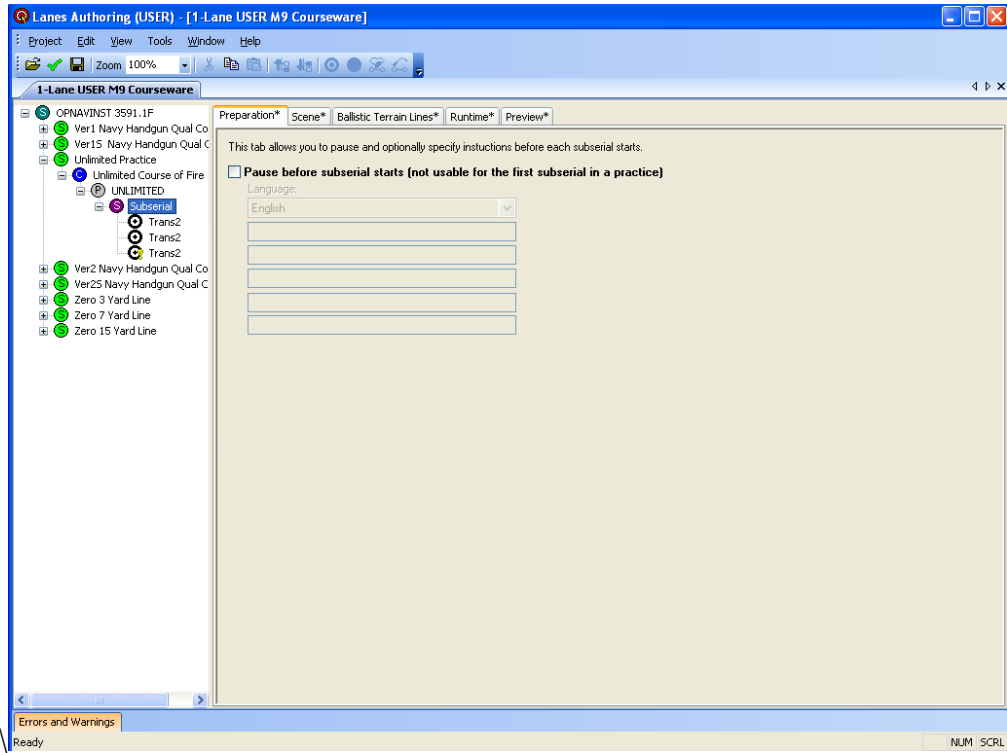 Lanes Authoring (USER) - [1-Lane USER M9 Courseware]
Project Edit View Tools Window Help
Zoom 100%
1-Lane USER M9 Courseware
S OPNAVINST 3591.1F
S Ver1 Navy Handgun Qual Co
S Ver1S Navy Handgun Qual C
S Unlimited Practice
C Unlimited Course of Fire
P UNLIMITED
S Subserial
Trans2
Trans2
Trans2
S Ver2 Navy Handgun Qual Co
S Ver2S Navy Handgun Qual C
S Zero 3 Yard Line
S Zero 7 Yard Line
S Zero 15 Yard Line
Preparation* Scene* Ballistic Terrain Lines* Runtime* Preview*
This tab allows you to pause and optionally specify instuctions before each subserial starts.
Pause before subserial starts (not usable for the first subserial in a practice)
Language:
English
Errors and Warnings
\
Ready
NUM SCRL